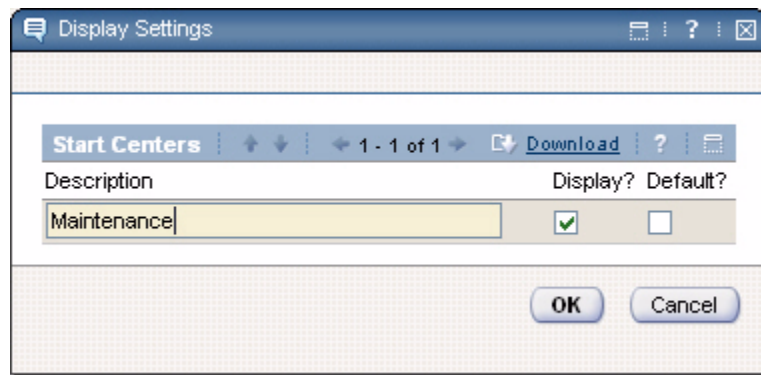 Display Settings ?
Start Centers 1 - 1 of 1 Download ?
Description Display? Default?
Maintenance
OK Cancel